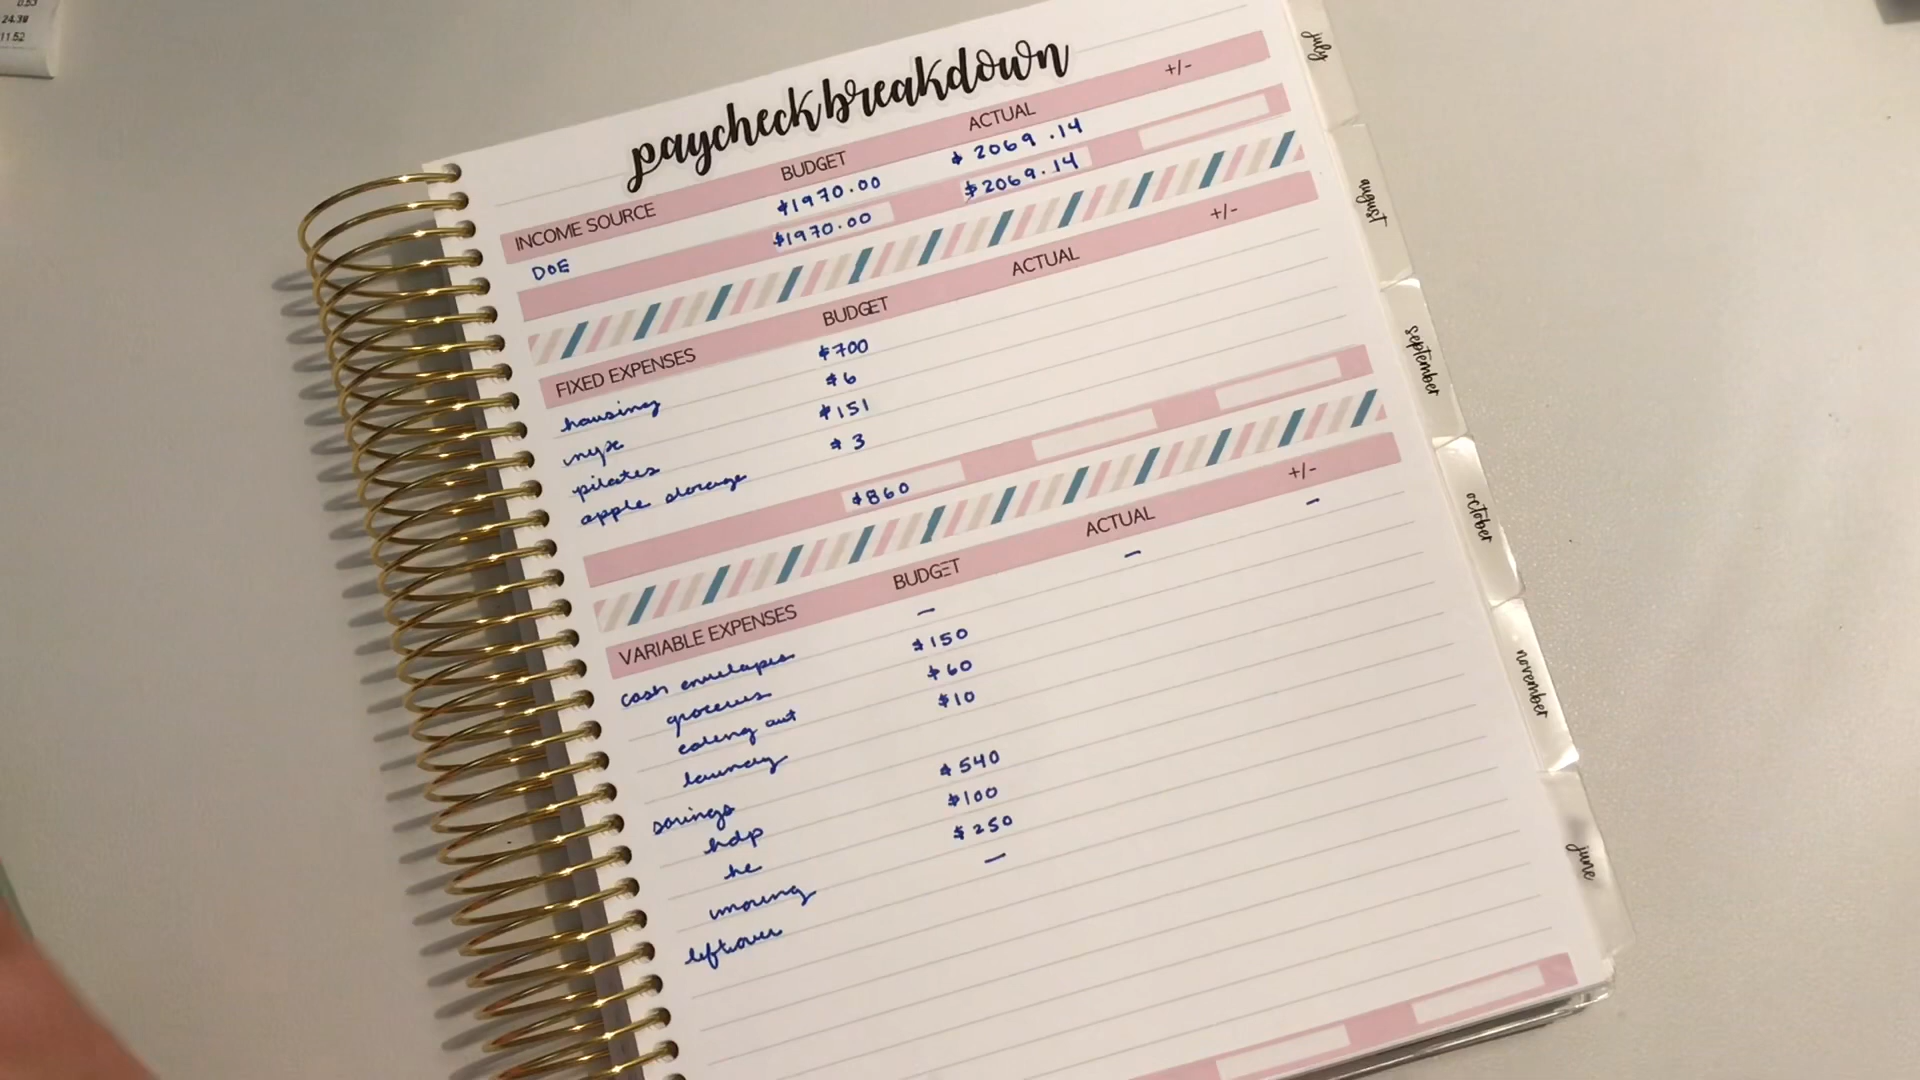 0.53
24.39
11.52
paycheck breakdown
INCOME SOURCE BUDGET ACTUAL +/-
DOE $1970.00 $2069.14
$1970.00 $2069.14
FIXED EXPENSES BUDGET ACTUAL +/-
housing $700
nyx $6
pilates $151
apple storage $3
$860
VARIABLE EXPENSES BUDGET ACTUAL +/-
cash envelopes — — —
groceries $150
eating out $60
laundry $10
savings
hdp $540
he $100
moving $250
leftover —
july
august
september
october
november
june